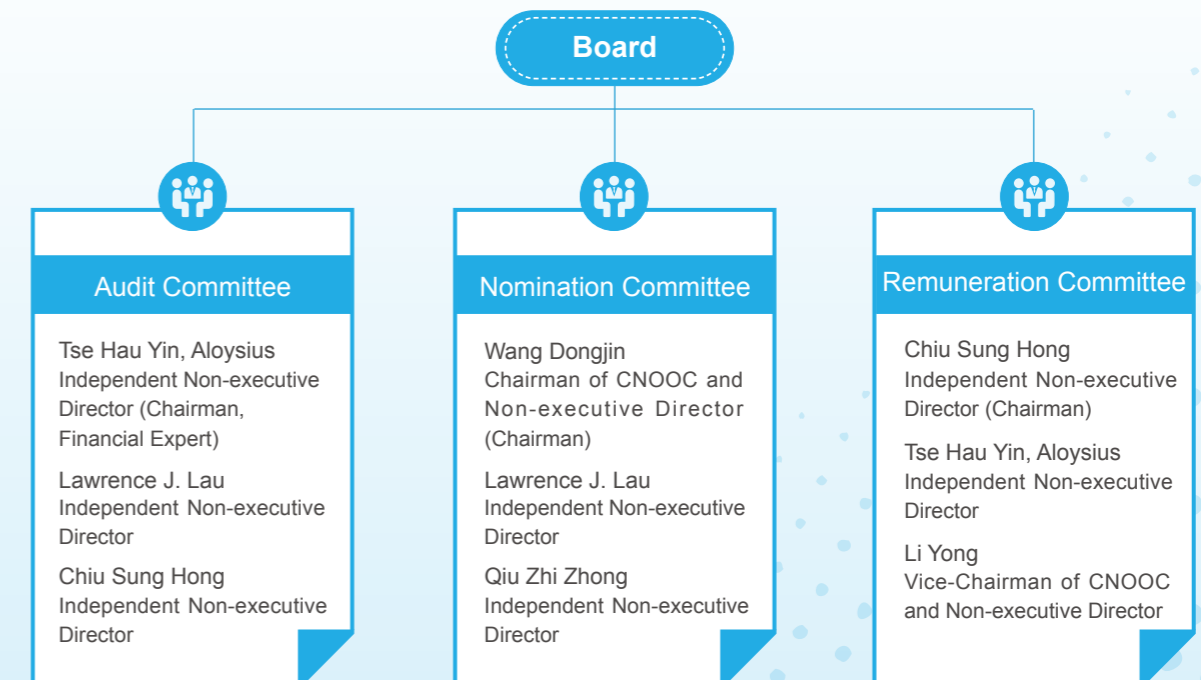 Board
Audit Committee
Tse Hau Yin, Aloysius
Independent Non-executive
Director (Chairman,
Financial Expert)
Lawrence J. Lau
Independent Non-executive
Director
Chiu Sung Hong
Independent Non-executive
Director
Nomination Committee
Wang Dongjin
Chairman of CNOOC and
Non-executive Director
(Chairman)
Lawrence J. Lau
Independent Non-executive
Director
Qiu Zhi Zhong
Independent Non-executive
Director
Remuneration Committee
Chiu Sung Hong
Independent Non-executive
Director (Chairman)
Tse Hau Yin, Aloysius
Independent Non-executive
Director
Li Yong
Vice-Chairman of CNOOC
and Non-executive Director